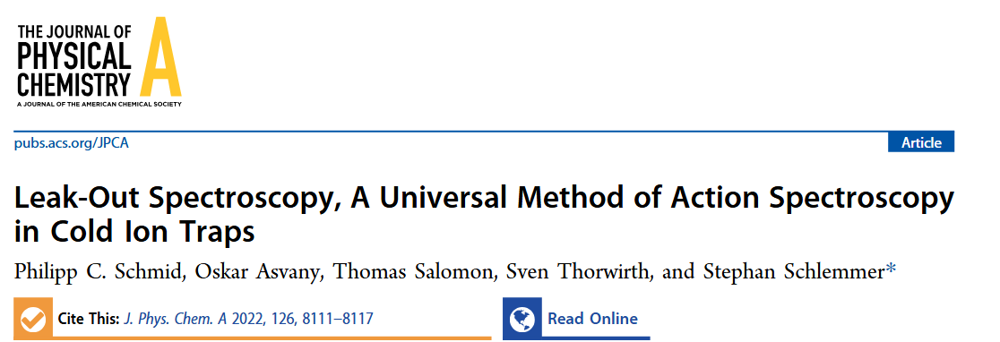 THE JOURNAL OF
PHYSICAL
CHEMISTRY A
A JOURNAL OF THE AMERICAN CHEMICAL SOCIETY
pubs.acs.org/JPCA
Article
Leak-Out Spectroscopy, A Universal Method of Action Spectroscopy
in Cold Ion Traps
Philipp C. Schmid, Oskar Asvany, Thomas Salomon, Sven Thorwirth, and Stephan Schlemmer*
Cite This: J. Phys. Chem. A 2022, 126, 8111–8117
Read Online